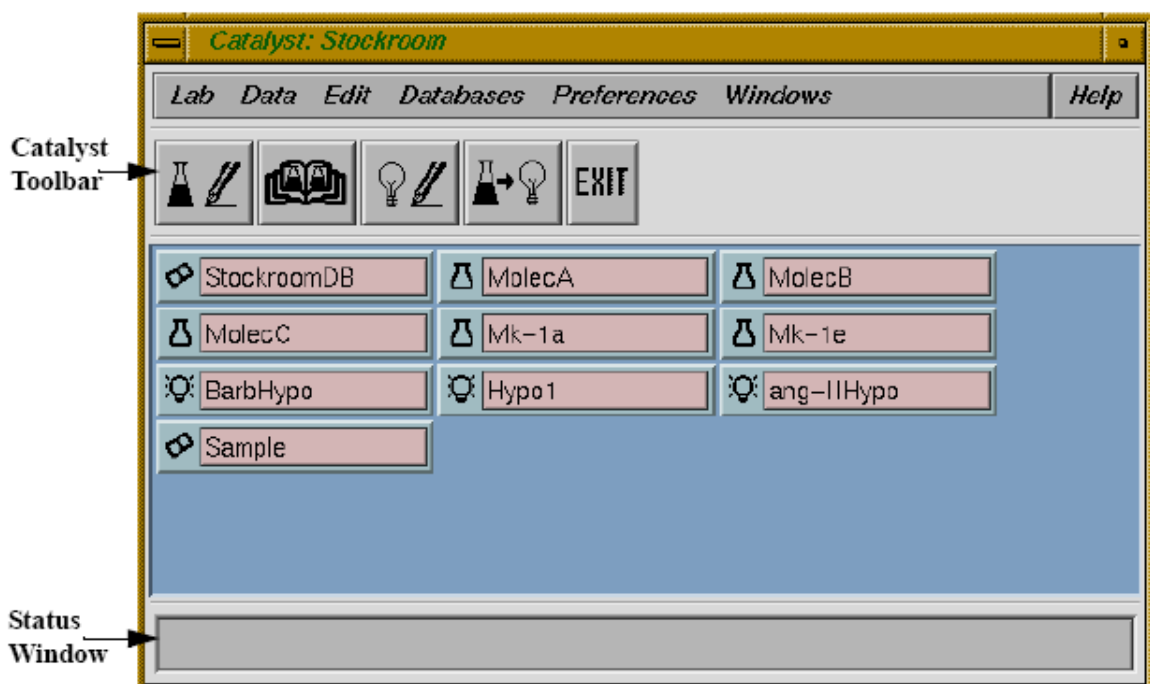 Catalyst: Stockroom
Lab Data Edit Databases Preferences Windows Help
Catalyst
Toolbar
EXIT
StockroomDB MolecA MolecB
MolecC Mk-1a Mk-1e
BarbHypo Hypo1 ang-IIHypo
Sample
Status
Window